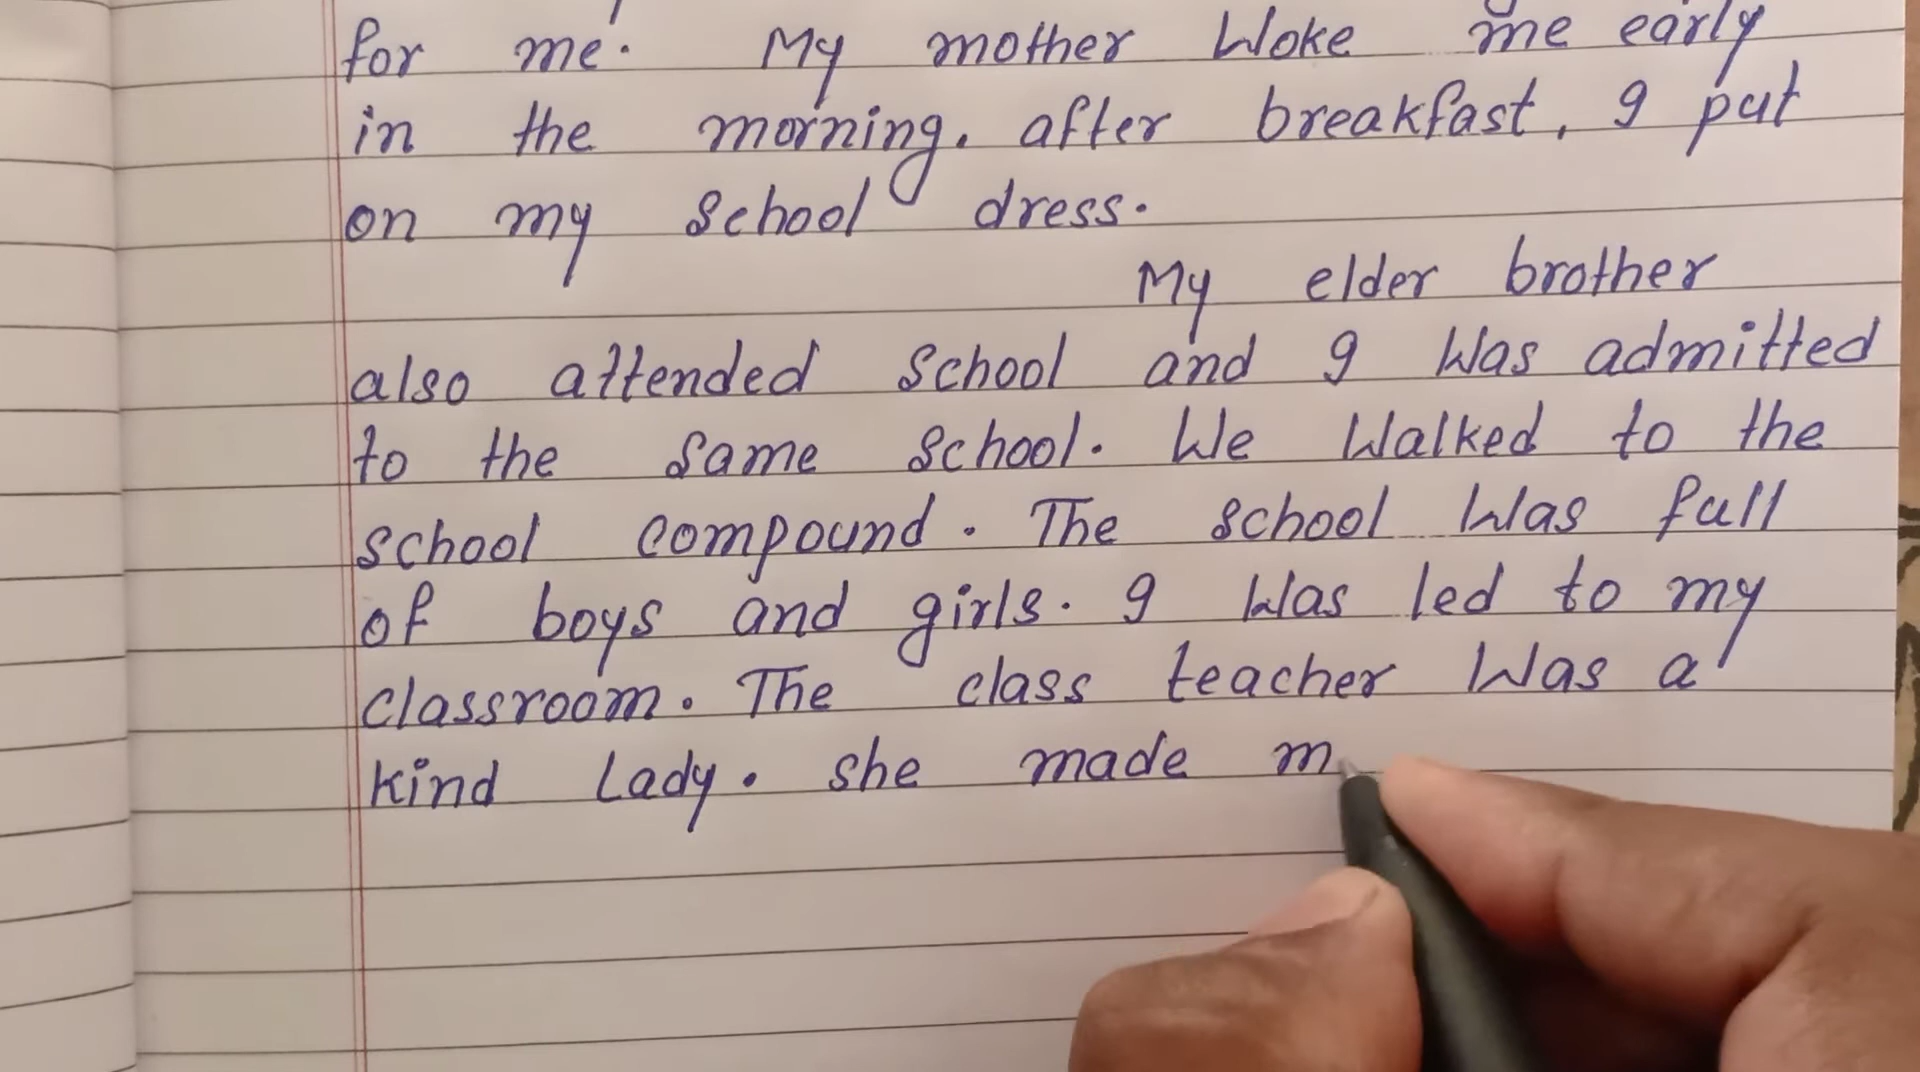 for me. My mother woke me early
in the morning. after breakfast, I put
on my school dress.
My elder brother
also attended school and I was admitted
to the same school. We walked to the
school compound. The school was full
of boys and girls. I was led to my
classroom. The class teacher was a
kind Lady. she made m